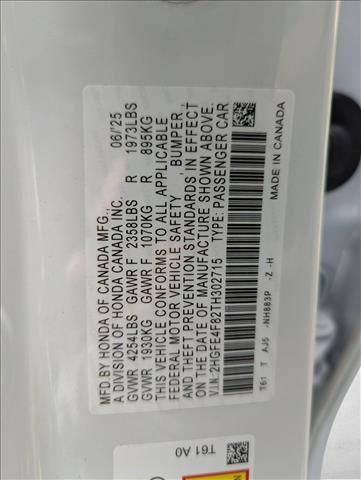 MFD.BY HONDA OF CANADA MFG.,
A DIVISION OF HONDA CANADA INC. 06/'25
GVWR 4254LBS GAWR F 2358LBS R 1973LBS
GVWR 1930KG GAWR F 1070KG R 895KG
THIS VEHICLE CONFORMS TO ALL APPLICABLE
FEDERAL MOTOR VEHICLE SAFETY, BUMPER,
AND THEFT PREVENTION STANDARDS IN EFFECT
ON THE DATE OF MANUFACTURE SHOWN ABOVE.
V.I.N:2HGFE4F82TH302715 TYPE: PASSENGER CAR
T61 T AJ5 -NH883P -Z -H
MADE IN CANADA
T61 A0